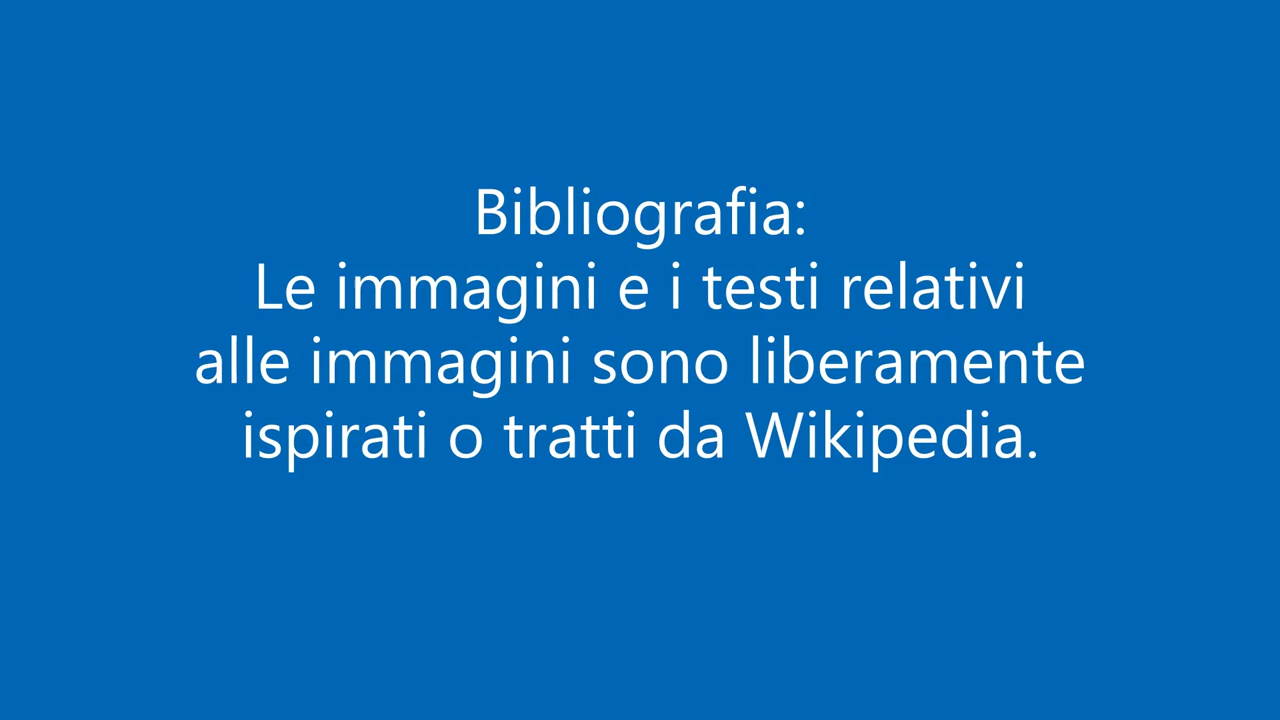 Bibliografia:
Le immagini e i testi relativi
alle immagini sono liberamente
ispirati o tratti da Wikipedia.